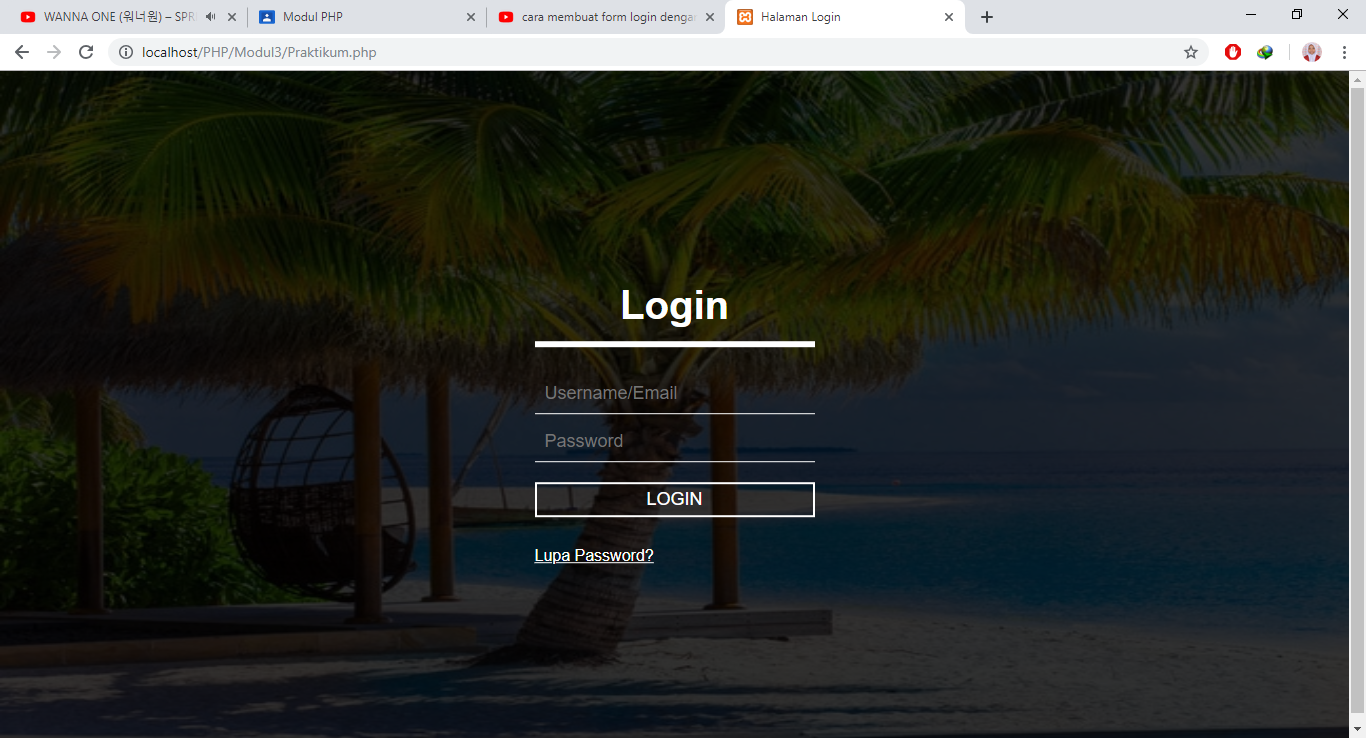 WANNA ONE (워너원) – SPR
Modul PHP
cara membuat form login dengan
Halaman Login
localhost/PHP/Modul3/Praktikum.php
Login
Username/Email
Password
LOGIN
Lupa Password?